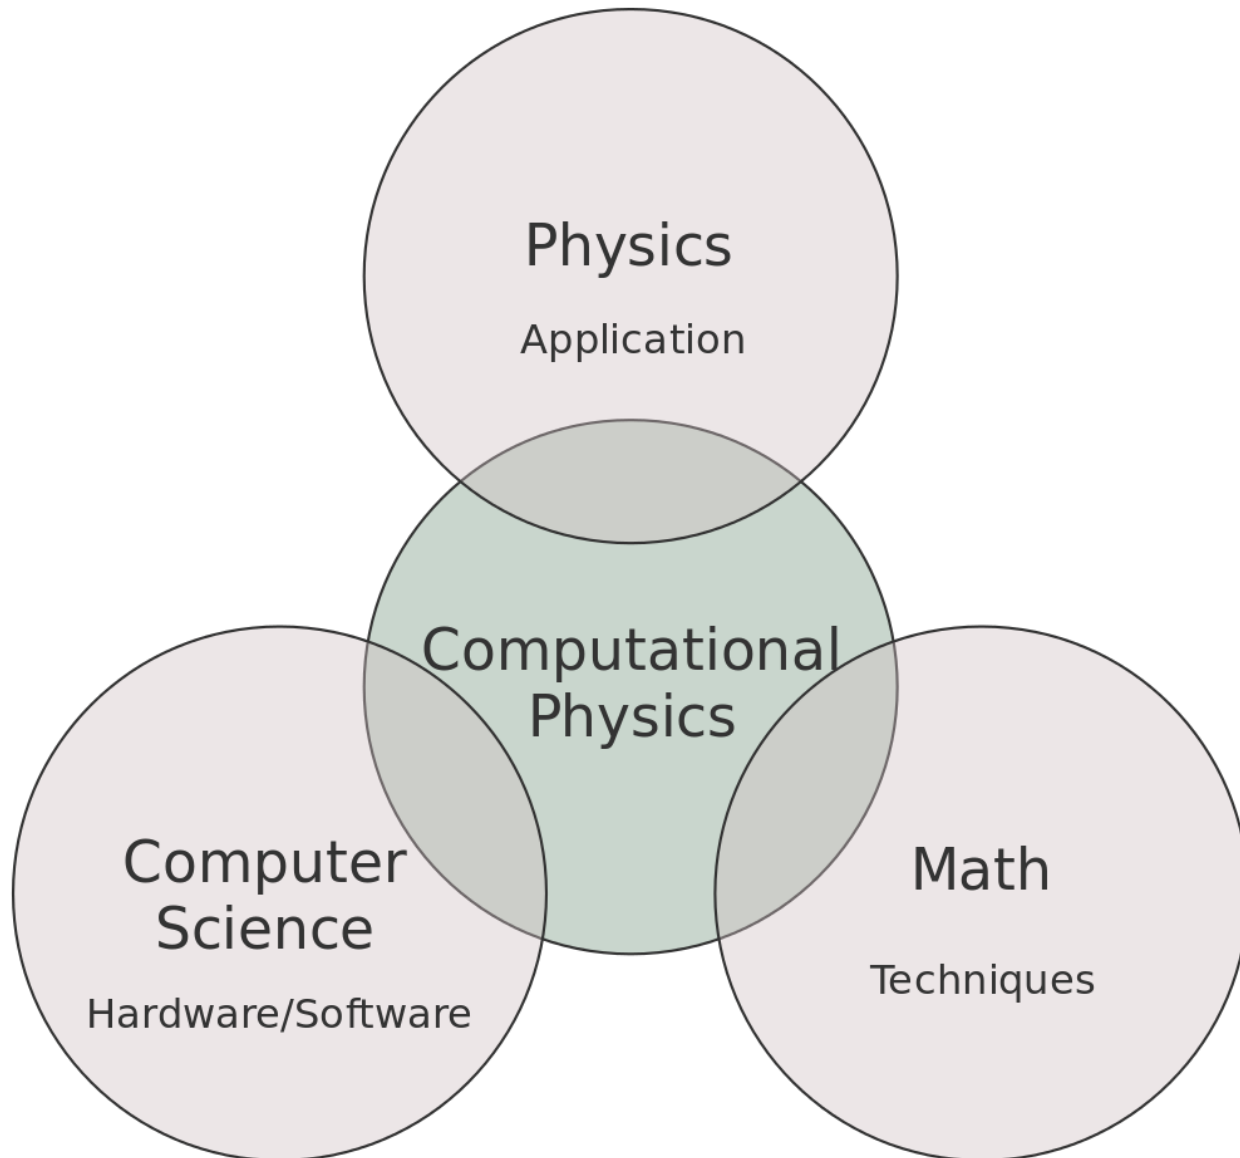 Physics
Application
Computational
Physics
Computer
Science
Hardware/Software
Math
Techniques